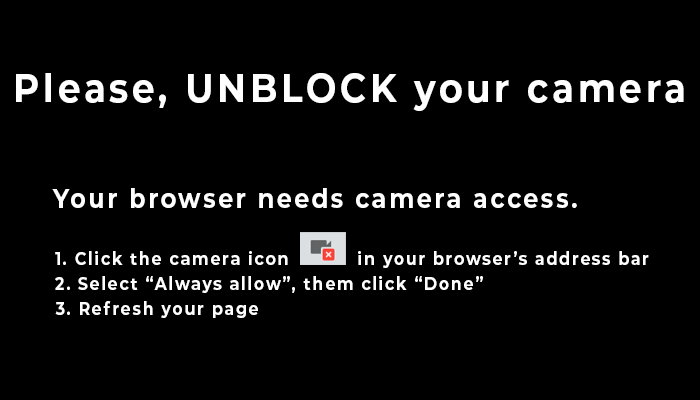 Please, UNBLOCK your camera
Your browser needs camera access.
1. Click the camera icon in your browser's address bar
2. Select “Always allow”, them click “Done”
3. Refresh your page